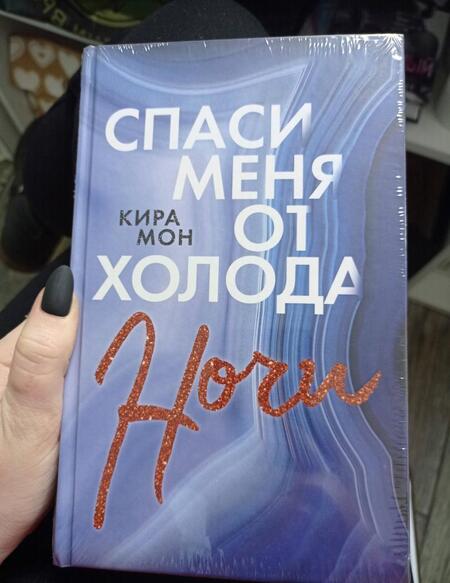 СПАСИ
МЕНЯ
КИРА
МОН
ОТ
ХОЛОДА
Ночи